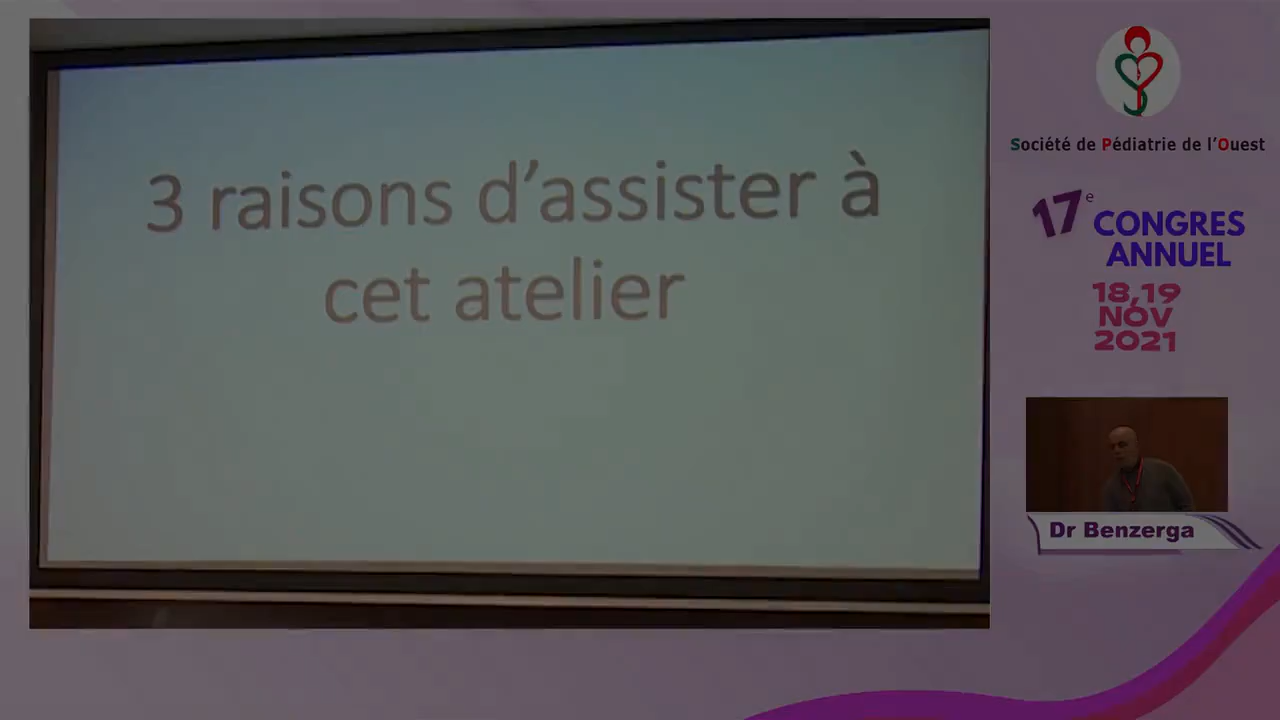 3 raisons d’assister à
cet atelier
Société de Pédiatrie de l’Ouest
17e
CONGRES
ANNUEL
18,19
NOV
2021
Dr Benzerga